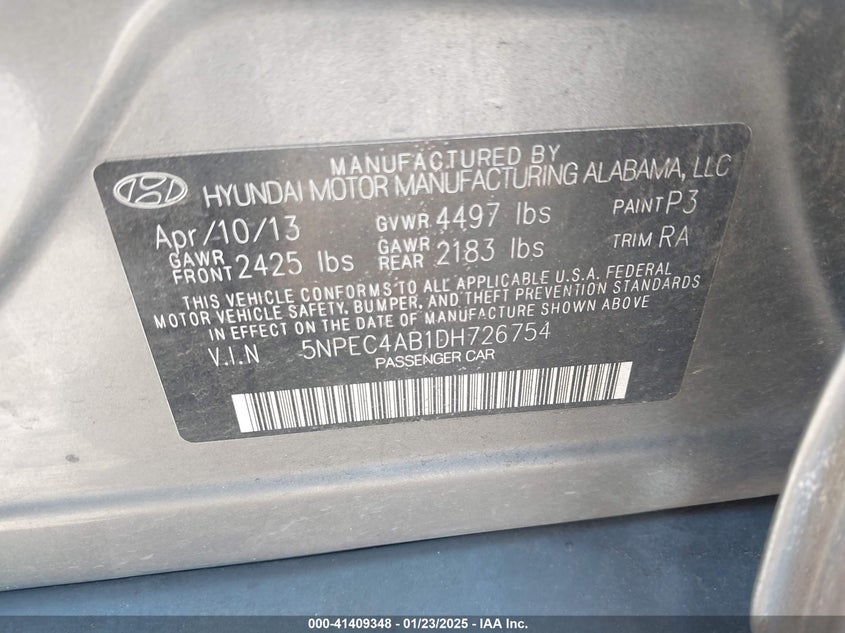 MANUFACTURED BY
HYUNDAI MOTOR MANUFACTURING ALABAMA, LLC
Apr/10/13 GVWR 4497 lbs PAINT P3
GAWR FRONT 2425 lbs GAWR REAR 2183 lbs TRIM RA
THIS VEHICLE CONFORMS TO ALL APPLICABLE U.S.A. FEDERAL
MOTOR VEHICLE SAFETY, BUMPER, AND THEFT PREVENTION STANDARDS
IN EFFECT ON THE DATE OF MANUFACTURE SHOWN ABOVE
V.I.N 5NPEC4AB1DH726754
PASSENGER CAR
000-41409348 - 01/23/2025 - IAA Inc.